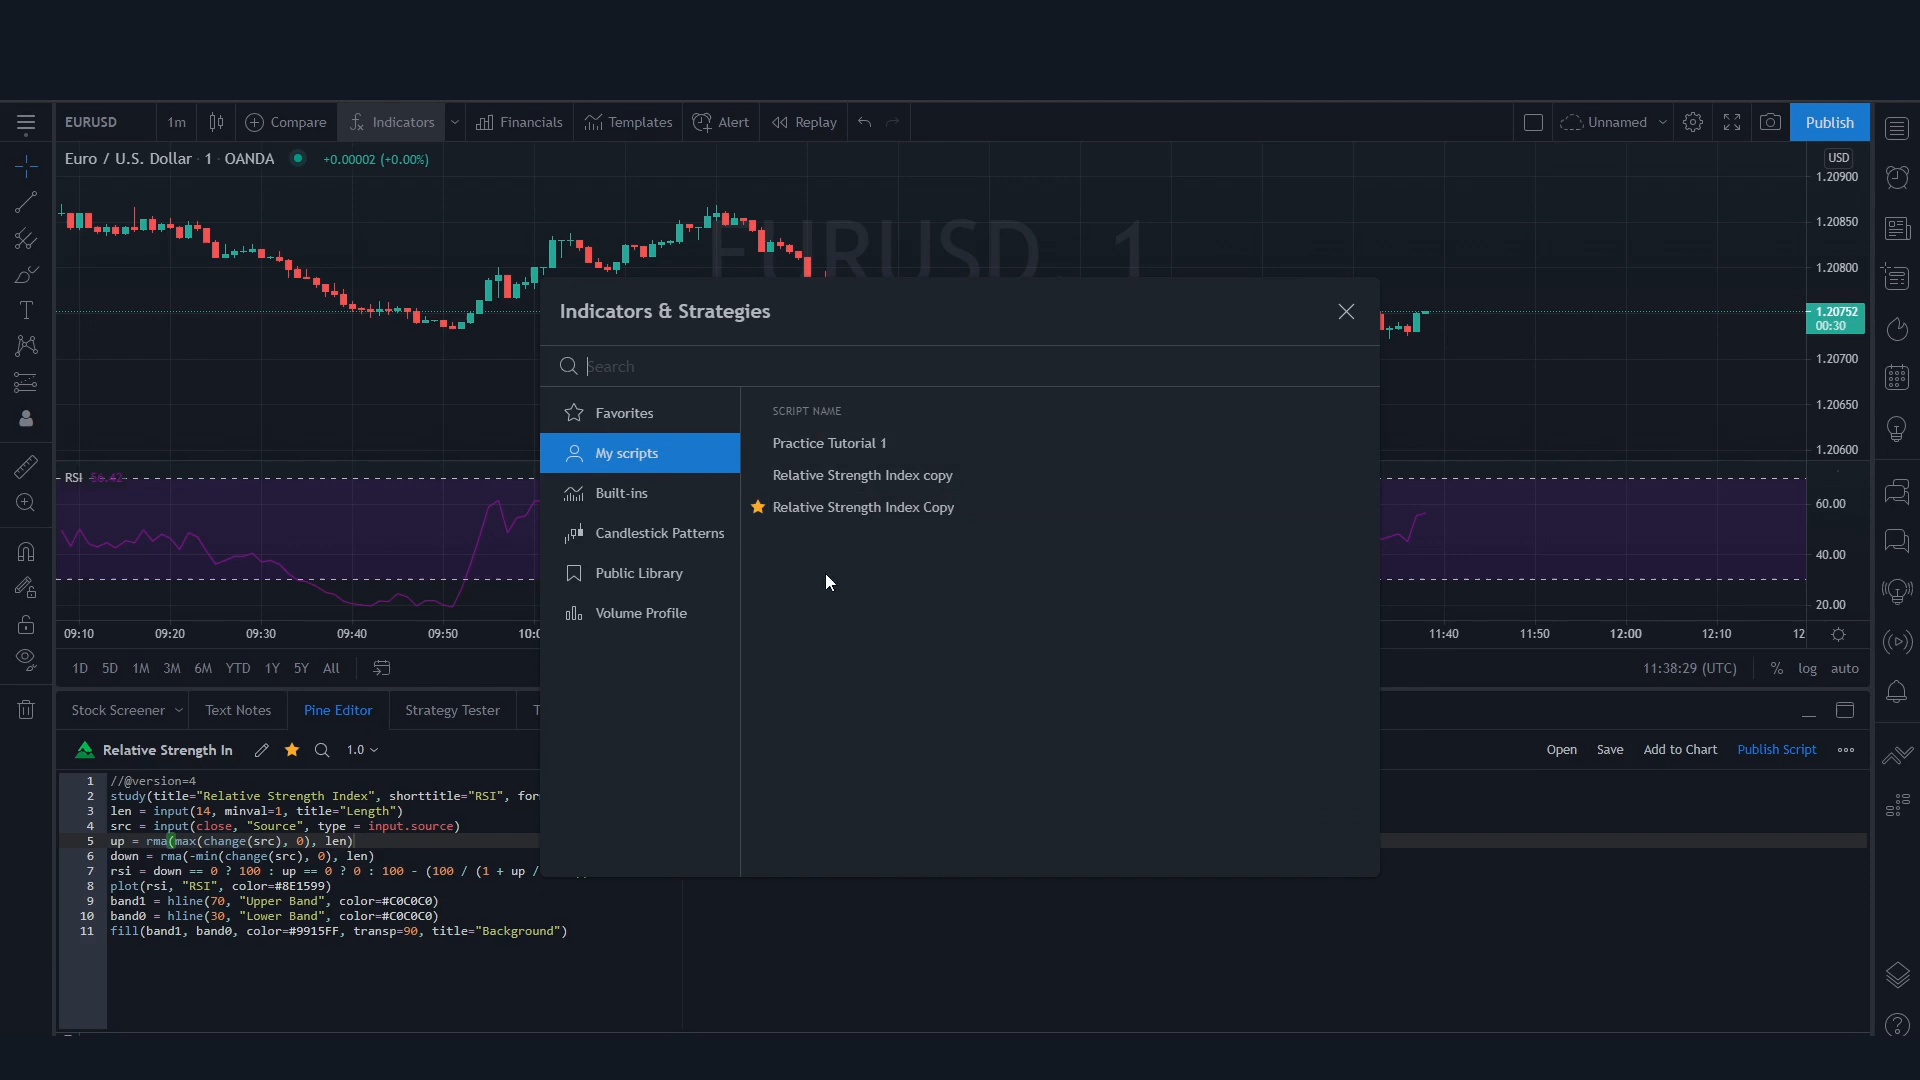 EURUSD 1m Compare Indicators Financials Templates Alert Replay Unnamed Publish
Euro / U.S. Dollar · 1 · OANDA +0.00002 (+0.00%)
USD
1.20900
1.20850
1.20800
1.20752
00:30
1.20700
1.20650
1.20600
EURUSD, 1
RSI 56.42
60.00
40.00
20.00
09:10 09:20 09:30 09:40 09:50 10:0 11:40 11:50 12:00 12:10 12
1D 5D 1M 3M 6M YTD 1Y 5Y All 11:38:29 (UTC) % log auto
Indicators & Strategies
Search
Favorites
My scripts
Built-ins
Candlestick Patterns
Public Library
Volume Profile
SCRIPT NAME
Practice Tutorial 1
Relative Strength Index copy
Relative Strength Index Copy
Stock Screener Text Notes Pine Editor Strategy Tester T
Relative Strength In 1.0 Open Save Add to Chart Publish Script
1 //@version=4
2 study(title="Relative Strength Index", shorttitle="RSI", for
3 len = input(14, minval=1, title="Length")
4 src = input(close, "Source", type = input.source)
5 up = rma(max(change(src), 0), len)
6 down = rma(-min(change(src), 0), len)
7 rsi = down == 0 ? 100 : up == 0 ? 0 : 100 - (100 / (1 + up /
8 plot(rsi, "RSI", color=#8E1599)
9 band1 = hline(70, "Upper Band", color=#C0C0C0)
10 band0 = hline(30, "Lower Band", color=#C0C0C0)
11 fill(band1, band0, color=#9915FF, transp=90, title="Background")